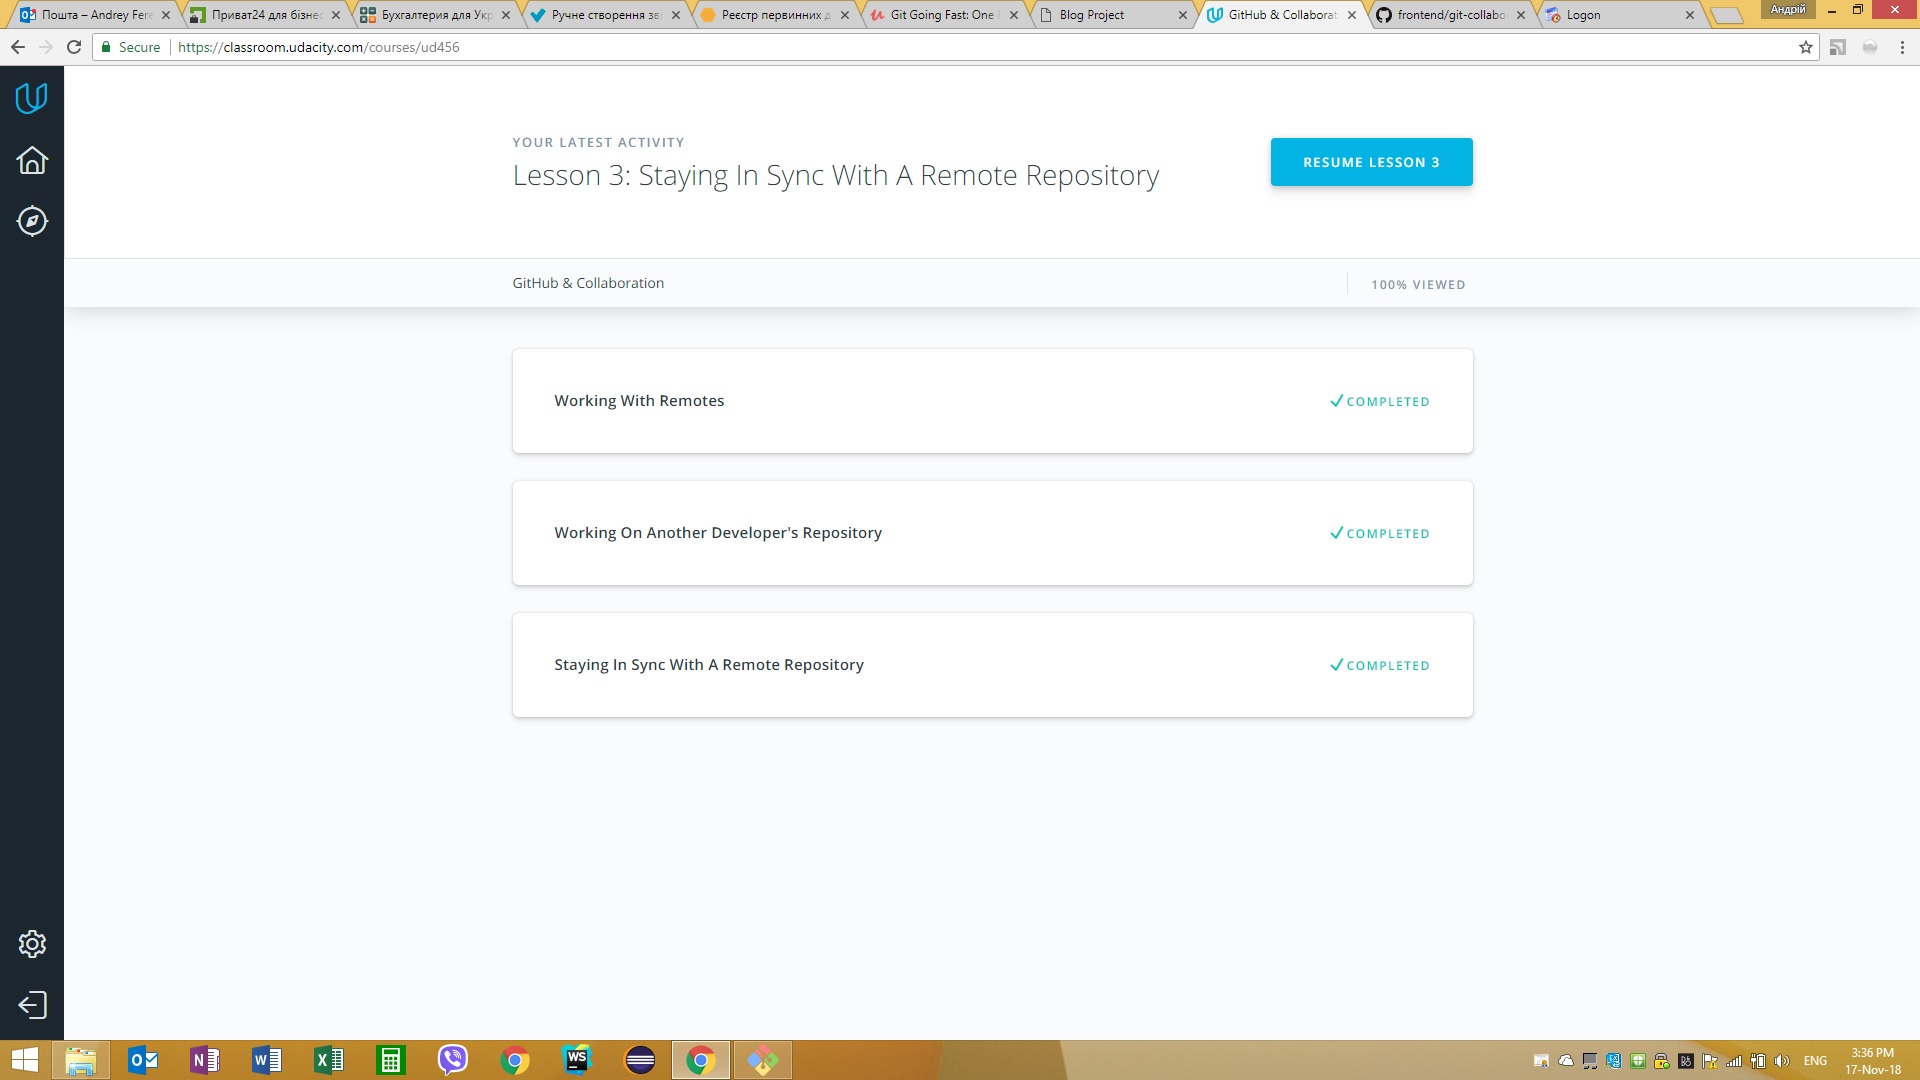 Пошта – Andrey Fere
Приват24 для бізнес
Бухгалтерия для Укр
Ручне створення зві
Реєстр первинних д
Git Going Fast: One
Blog Project
GitHub & Collaborat
frontend/git-collabo
Logon
Андрій
Secure
https://classroom.udacity.com/courses/ud456
YOUR LATEST ACTIVITY
Lesson 3: Staying In Sync With A Remote Repository
RESUME LESSON 3
GitHub & Collaboration
100% VIEWED
Working With Remotes
COMPLETED
Working On Another Developer's Repository
COMPLETED
Staying In Sync With A Remote Repository
COMPLETED
ENG
3:36 PM
17-Nov-18